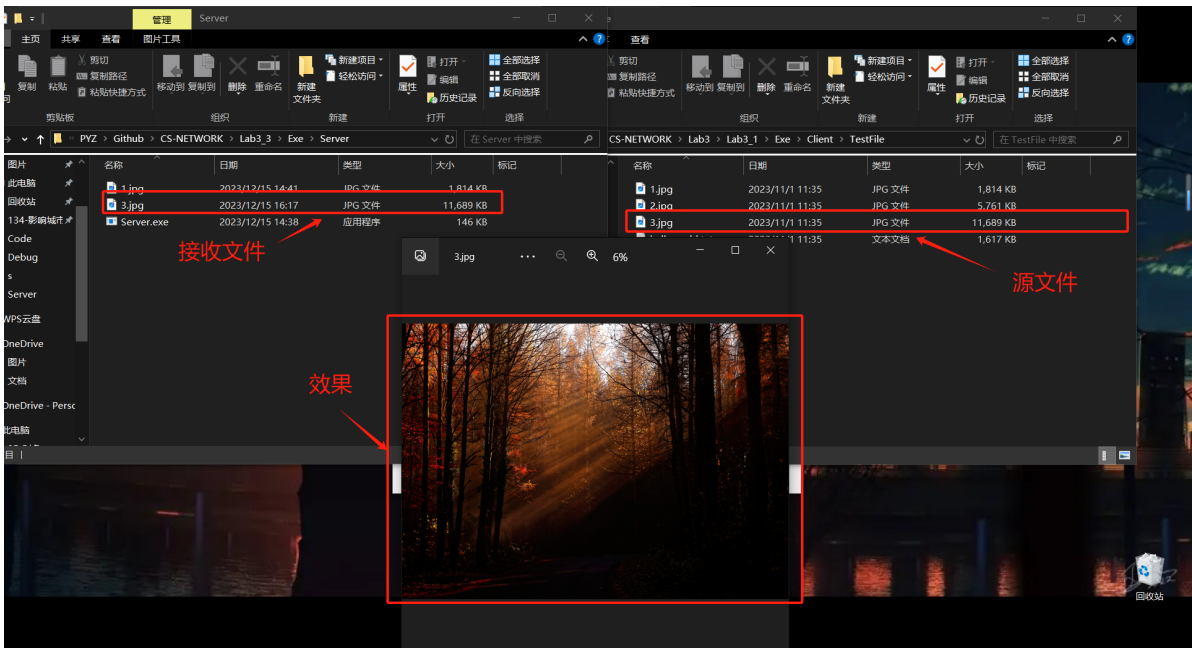 管理 Server
主页 共享 查看 图片工具
复制 粘贴 剪切 复制路径 粘贴快捷方式 移动到 复制到 删除 重命名 新建文件夹 新建项目 轻松访问 属性 打开 编辑 历史记录 全部选择 全部取消 反向选择
剪贴板 组织 新建 打开 选择
PYZ > Github > CS-NETWORK > Lab3_3 > Exe > Server
在 Server 中搜索
图片
此电脑
回收站
134-影响城市
Code
Debug
s
Server
WPS云盘
OneDrive
图片
文档
OneDrive - Persc
此电脑
名称 日期 类型 大小 标记
1.jpg 2023/12/15 14:41 JPG 文件 1,814 KB
3.jpg 2023/12/15 16:17 JPG 文件 11,689 KB
Server.exe 2023/12/15 14:38 应用程序 146 KB
接收文件
查看
剪切 复制路径 粘贴快捷方式 移动到 复制到 删除 重命名 新建文件夹 新建项目 轻松访问 属性 打开 编辑 历史记录 全部选择 全部取消 反向选择
组织 新建 打开 选择
CS-NETWORK > Lab3 > Lab3_1 > Exe > Client > TestFile
在 TestFile 中搜索
名称 日期 类型 大小 标记
1.jpg 2023/11/1 11:35 JPG 文件 1,814 KB
2.jpg 2023/11/1 11:35 JPG 文件 5,761 KB
3.jpg 2023/11/1 11:35 JPG 文件 11,689 KB
2023/11/1 11:35 文本文档 1,617 KB
源文件
3.jpg ··· 6%
效果
回收站